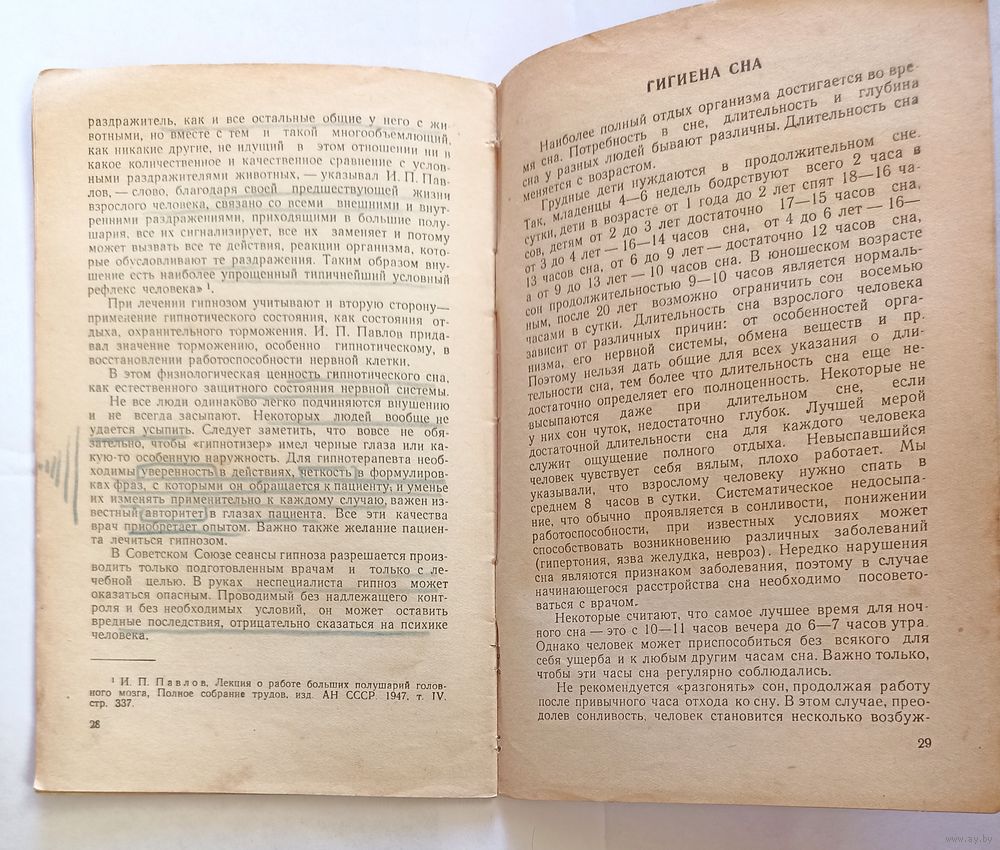 раздражитель, как и все остальные общие у него с жи
вотными, но вместе с тем и такой многообъемлющий,
как никакие другие, не идущий в этом отношении ни в
какое количественное и качественное сравнение с услов-
ными раздражителями животных, — указывал И. П. Пав-
лов, — слово, благодаря своей предшествующей жизни
взрослого человека, связано со всеми внешними и внут-
ренними раздражениями, приходящими в большие полу-
шария, все их сигнализирует, все их заменяет и потому
может вызвать все те действия, реакции организма, кото-
рые обусловливают те раздражения. Таким образом вну-
шение есть наиболее упрощенный типичнейший условный
рефлекс человека» ¹.
При лечении гипнозом учитывают и вторую сторону—
применение гипнотического состояния, как состояния от-
дыха, охранительного торможения. И. П. Павлов прида-
вал значение торможению, особенно гипнотическому, в
восстановлении работоспособности нервной клетки.
В этом физиологическая ценность гипнотического сна,
как естественного защитного состояния нервной системы.
Не все люди одинаково легко подчиняются внушению
и не всегда засыпают. Некоторых людей вообще не
удается усыпить. Следует заметить, что вовсе не обя-
зательно, чтобы «гипнотизер» имел черные глаза или ка-
кую-то особенную наружность. Для гипнотерапевта необ-
ходимы уверенность в действиях, четкость в формулиров-
ках фраз, с которыми он обращается к пациенту; и уменье
их изменять применительно к каждому случаю, важен из-
вестный авторитет в глазах пациента. Все эти качества
врач приобретает опытом. Важно также желание пациен-
та лечиться гипнозом.
В Советском Союзе сеансы гипноза разрешается произ-
водить только подготовленным врачам и только с ле-
чебной целью. В руках неспециалиста гипноз может
оказаться опасным. Проводимый без надлежащего конт-
роля и без необходимых условий, он может оставить
вредные последствия, отрицательно сказаться на психике
человека.
¹ И. П. Павлов, Лекция о работе больших полушарий голов-
ного мозга, Полное собрание трудов, изд. АН СССР, 1947, т. IV,
стр. 337.
28
ГИГИЕНА СНА
Наиболее полный отдых организма достигается во вре-
мя сна. Потребность в сне, длительность и глубина
сна у разных людей бывают различны. Длительность сна
меняется с возрастом.
Грудные дети нуждаются в продолжительном сне.
Так, младенцы 4—6 недель бодрствуют всего 2 часа в
сутки, дети в возрасте от 1 года до 2 лет спят 18—16 ча-
сов, детям от 2 до 3 лет достаточно 17—15 часов сна,
от 3 до 4 лет — 16—14 часов сна, от 4 до 6 лет — 16—
13 часов сна, от 6 до 9 лет — достаточно 12 часов сна,
а от 9 до 13 лет — 10 часов сна. В юношеском возрасте
сон продолжительностью 9—10 часов является нормаль-
ным, после 20 лет возможно ограничить сон восемью
часами в сутки. Длительность сна взрослого человека
зависит от различных причин: от особенностей орга-
низма, его нервной системы, обмена веществ и пр.
Поэтому нельзя дать общие для всех указания о дли-
тельности сна, тем более что длительность сна еще не-
достаточно определяет его полноценность. Некоторые не
высыпаются даже при длительном сне, если
у них сон чуток, недостаточно глубок. Лучшей мерой
достаточной длительности сна для каждого человека
служит ощущение полного отдыха. Невыспавшийся
человек чувствует себя вялым, плохо работает. Мы
указывали, что взрослому человеку нужно спать в
среднем 8 часов в сутки. Систематическое недосыпа-
ние, что обычно проявляется в сонливости, понижении
работоспособности, при известных условиях может
способствовать возникновению различных заболеваний
(гипертония, язва желудка, невроз). Нередко нарушения
сна являются признаком заболевания, поэтому в случае
начинающегося расстройства сна необходимо посовето-
ваться с врачом.
Некоторые считают, что самое лучшее время для ноч-
ного сна — это с 10—11 часов вечера до 6—7 часов утра.
Однако человек может приспособиться без всякого для
себя ущерба и к любым другим часам сна. Важно только,
чтобы эти часы сна регулярно соблюдались.
Не рекомендуется «разгонять» сон, продолжая работу
после привычного часа отхода ко сну. В этом случае, прео-
долев сонливость, человек становится несколько возбуж-
29
www.ay.by